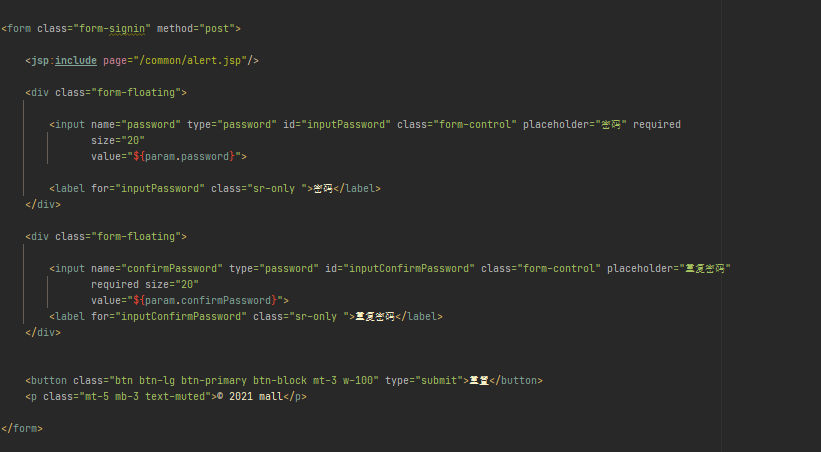 <form class="form-signin" method="post">
<jsp:include page="/common/alert.jsp"/>
<div class="form-floating">
<input name="password" type="password" id="inputPassword" class="form-control" placeholder="密码" required
size="20"
value="${param.password}">
<label for="inputPassword" class="sr-only ">密码</label>
</div>
<div class="form-floating">
<input name="confirmPassword" type="password" id="inputConfirmPassword" class="form-control" placeholder="重复密码"
required size="20"
value="${param.confirmPassword}">
<label for="inputConfirmPassword" class="sr-only ">重复密码</label>
</div>
<button class="btn btn-lg btn-primary btn-block mt-3 w-100" type="submit">重置</button>
<p class="mt-5 mb-3 text-muted">© 2021 mall</p>
</form>